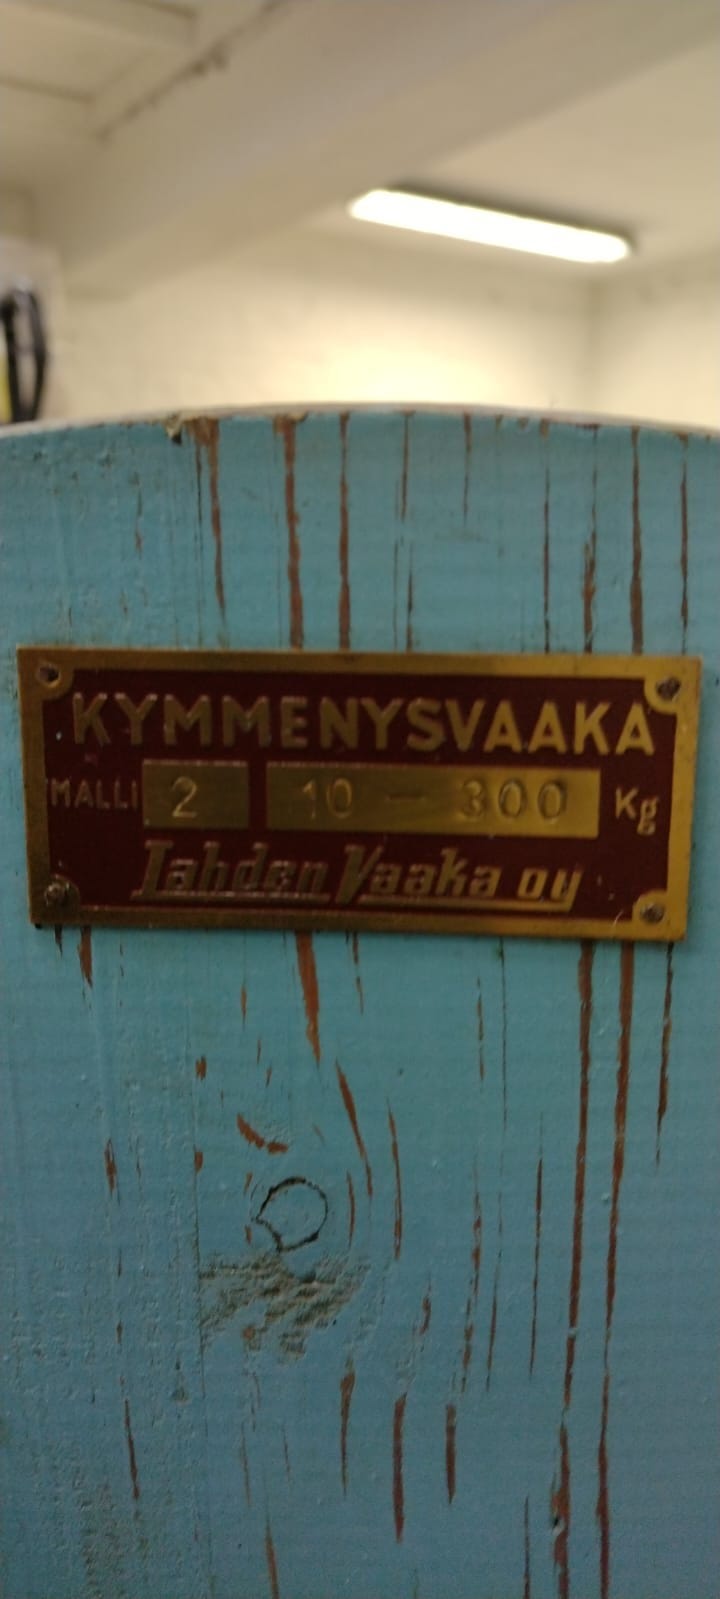 KYMMENYSVAAKA
MALLI 2 10 – 300 Kg
Lahden Vaaka oy